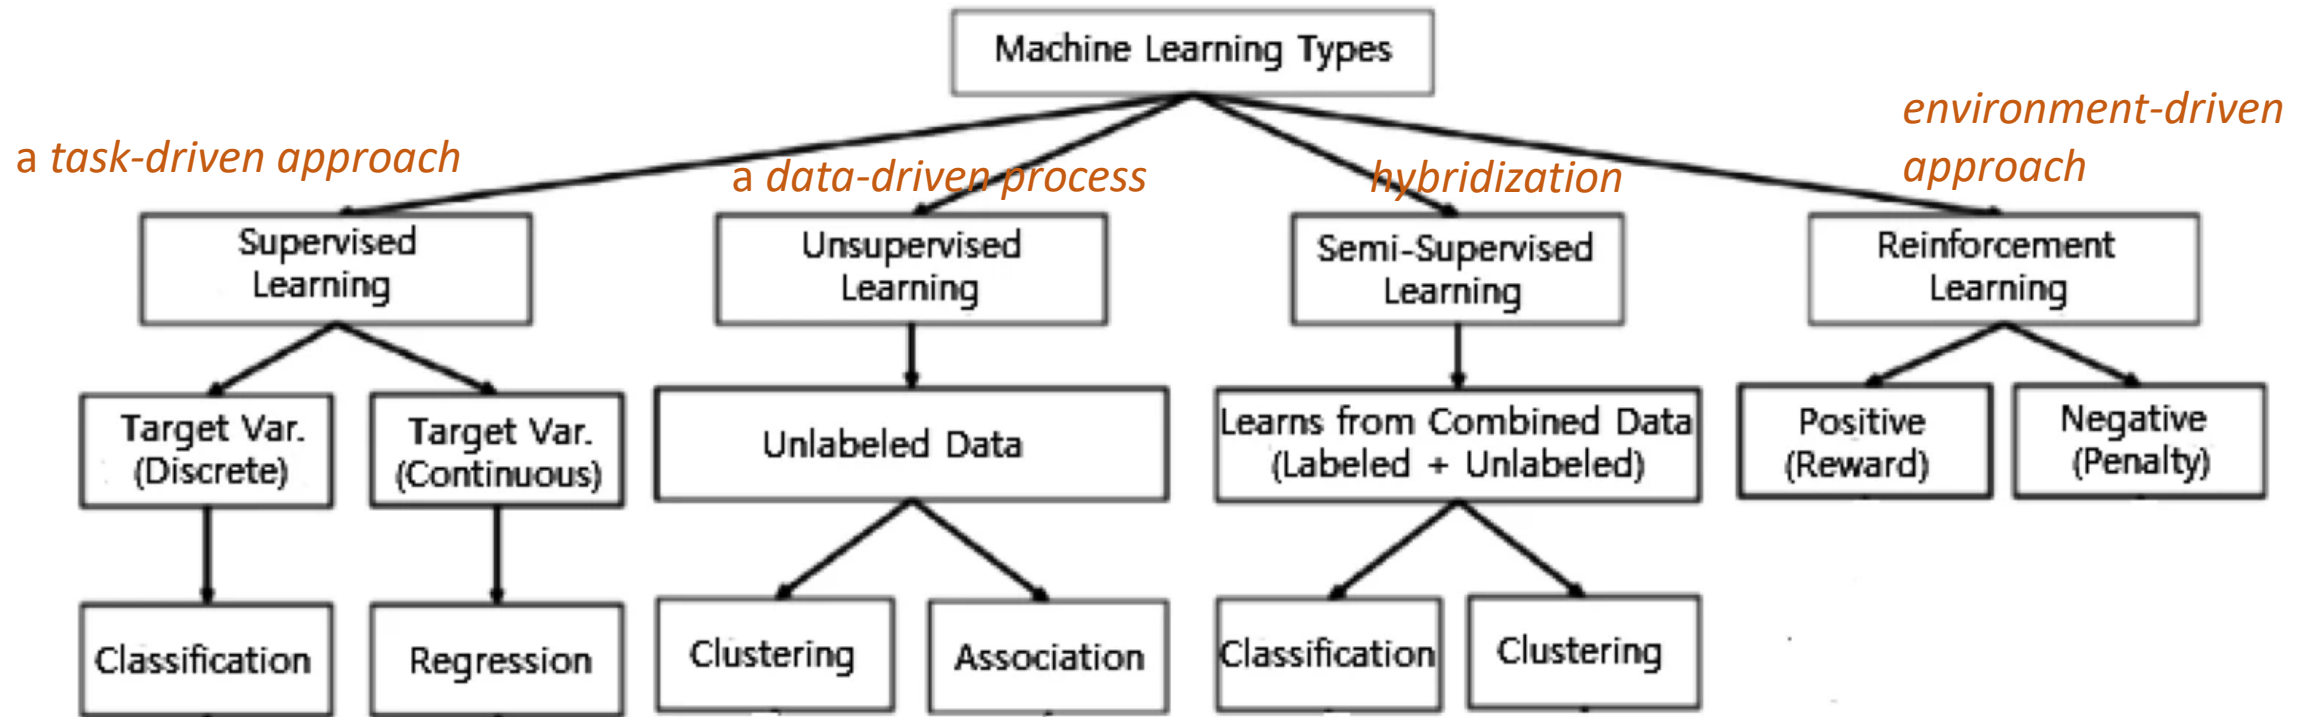 Machine Learning Types
a task-driven approach
a data-driven process
hybridization
environment-driven
approach
Supervised
Learning
Unsupervised
Learning
Semi-Supervised
Learning
Reinforcement
Learning
Target Var.
(Discrete)
Target Var.
(Continuous)
Unlabeled Data
Learns from Combined Data
(Labeled + Unlabeled)
Positive
(Reward)
Negative
(Penalty)
Classification
Regression
Clustering
Association
Classification
Clustering